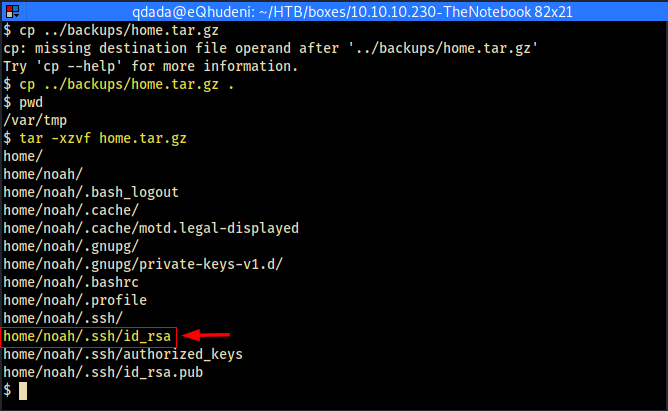 qdada@eQhudeni: ~/HTB/boxes/10.10.10.230-TheNotebook 82x21
$ cp ../backups/home.tar.gz
cp: missing destination file operand after '../backups/home.tar.gz'
Try 'cp --help' for more information.
$ cp ../backups/home.tar.gz .
$ pwd
/var/tmp
$ tar -xzvf home.tar.gz
home/
home/noah/
home/noah/.bash_logout
home/noah/.cache/
home/noah/.cache/motd.legal-displayed
home/noah/.gnupg/
home/noah/.gnupg/private-keys-v1.d/
home/noah/.bashrc
home/noah/.profile
home/noah/.ssh/
home/noah/.ssh/id_rsa
home/noah/.ssh/authorized_keys
home/noah/.ssh/id_rsa.pub
$